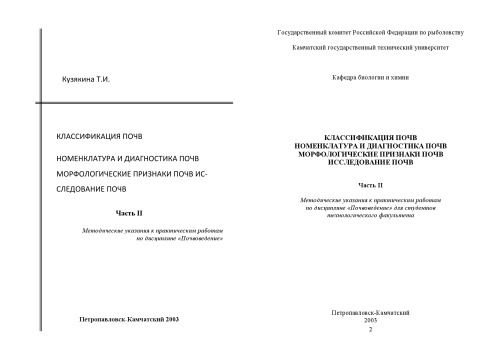 Кузякина Т.И.
КЛАССИФИКАЦИЯ ПОЧВ
НОМЕНКЛАТУРА И ДИАГНОСТИКА ПОЧВ
МОРФОЛОГИЧЕСКИЕ ПРИЗНАКИ ПОЧВ ИС-
СЛЕДОВАНИЕ ПОЧВ
Часть II
Методические указания к практическим работам
по дисциплине «Почвоведение»
Петропавловск-Камчатский 2003
Государственный комитет Российской Федерации по рыболовству
Камчатский государственный технический университет
Кафедра биологии и химии
КЛАССИФИКАЦИЯ ПОЧВ
НОМЕНКЛАТУРА И ДИАГНОСТИКА ПОЧВ
МОРФОЛОГИЧЕСКИЕ ПРИЗНАКИ ПОЧВ
ИССЛЕДОВАНИЕ ПОЧВ
Часть II
Методические указания к практическим работам
по дисциплине «Почвоведение» для студентов
технологического факультета
Петропавловск-Камчатский
2003
2